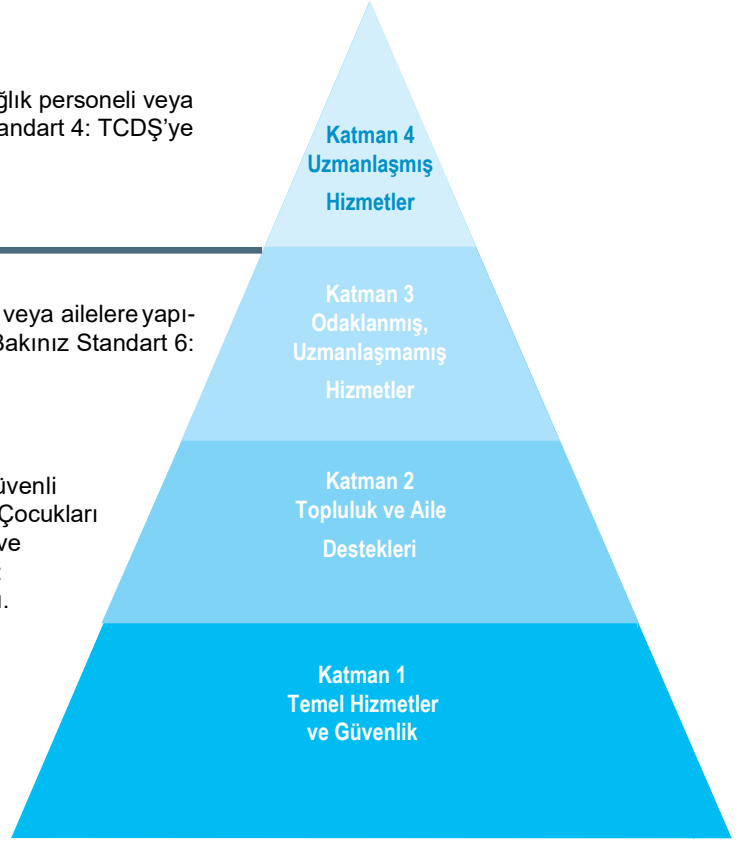 ğlık personeli veya
andart 4: TCDŞ’ye
Katman 4
Uzmanlaşmış
Hizmetler
veya ailelere yapı-
Bakınız Standart 6:
Katman 3
Odaklanmış,
Uzmanlaşmamış
Hizmetler
üvenli
Çocukları
ve
Katman 2
Topluluk ve Aile
Destekleri
Katman 1
Temel Hizmetler
ve Güvenlik